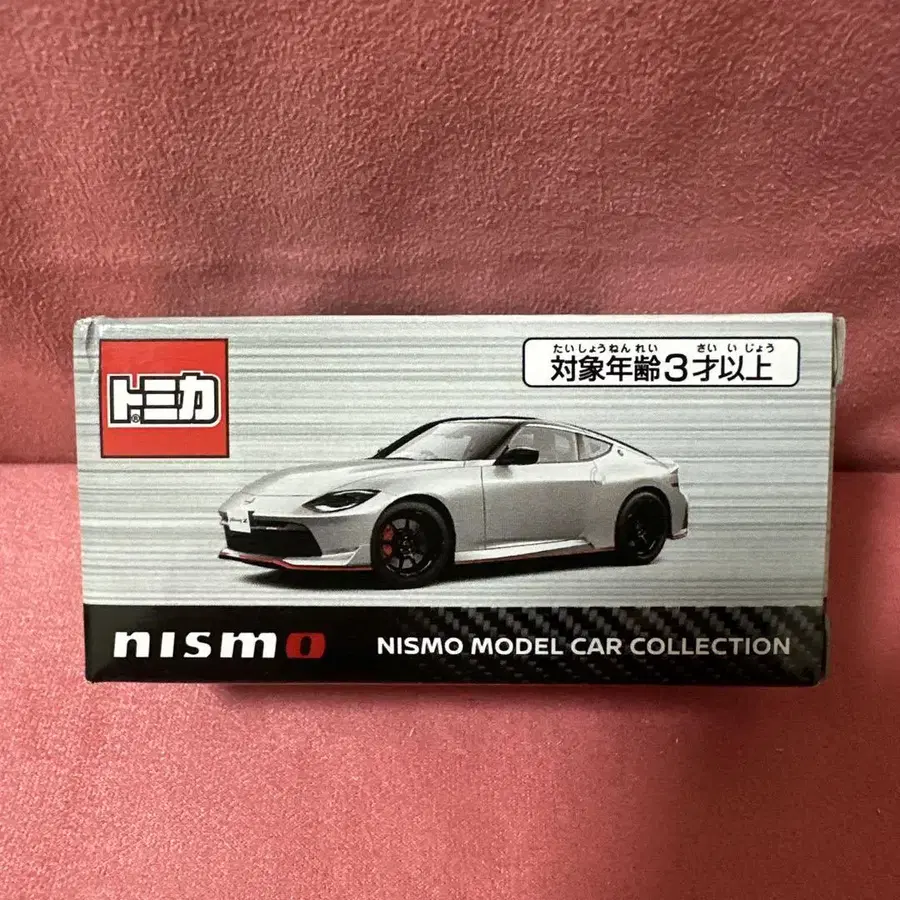 トミカ®
たいしょうねんれい さい い じょう
対象年齢3才以上
nismo
NISMO MODEL CAR COLLECTION